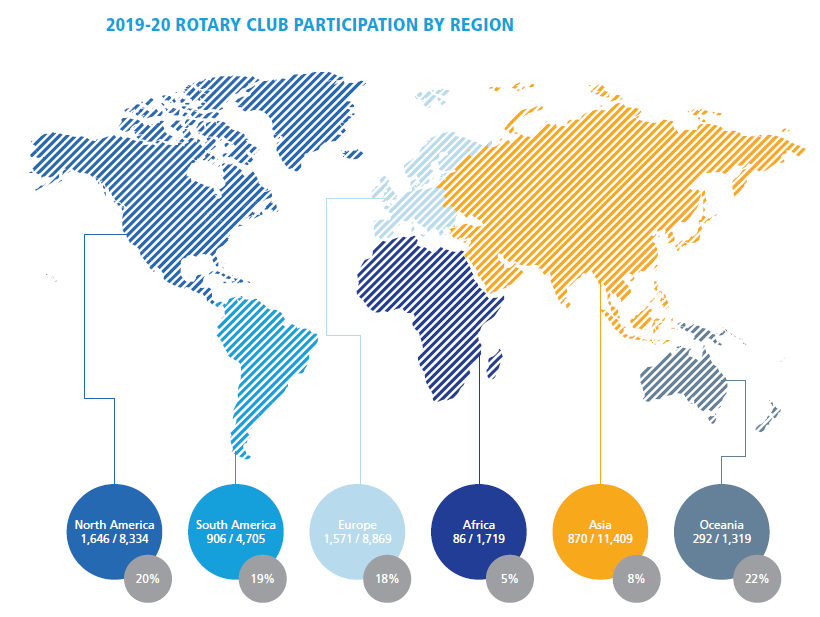 2019-20 ROTARY CLUB PARTICIPATION BY REGION
North America
1,646 / 8,334
20%
South America
906 / 4,705
19%
Europe
1,571 / 8,869
18%
Africa
86 / 1,719
5%
Asia
870 / 11,409
8%
Oceania
292 / 1,319
22%